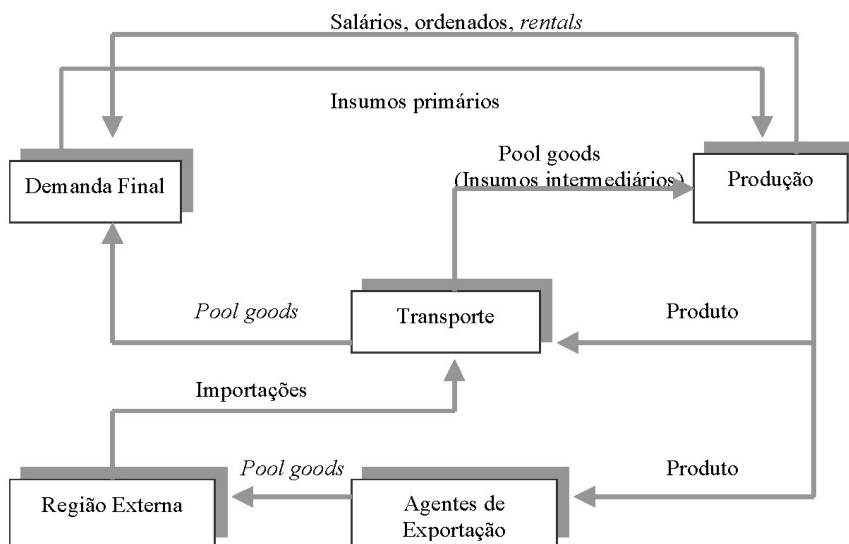 Salários, ordenados, rentals
Insumos primários
Pool goods
(Insumos intermediários)
Demanda Final
Produção
Pool goods
Transporte
Produto
Importações
Pool goods
Produto
Região Externa
Agentes de
Exportação